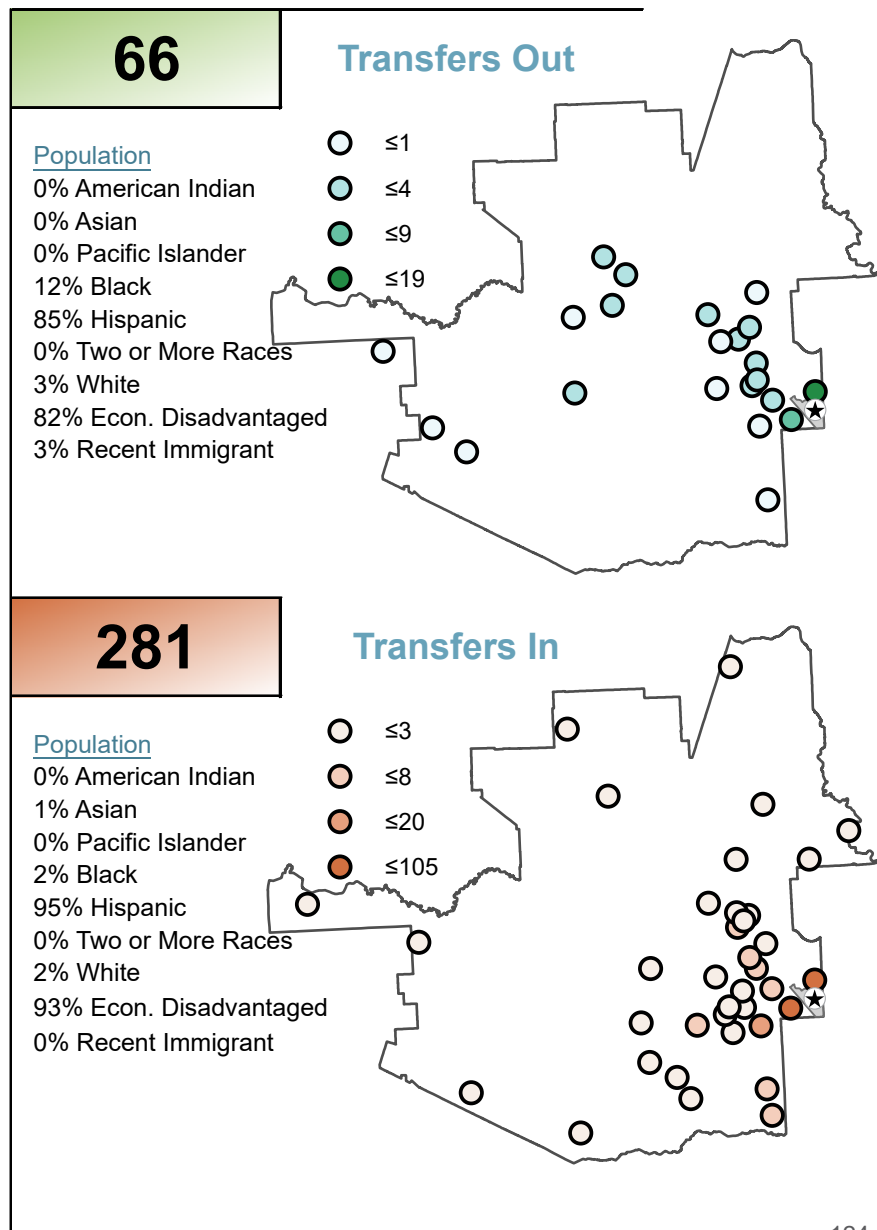 66
Transfers Out
Population
0% American Indian
0% Asian
0% Pacific Islander
12% Black
85% Hispanic
0% Two or More Races
3% White
82% Econ. Disadvantaged
3% Recent Immigrant
≤1
≤4
≤9
≤19
281
Transfers In
Population
0% American Indian
1% Asian
0% Pacific Islander
2% Black
95% Hispanic
0% Two or More Races
2% White
93% Econ. Disadvantaged
0% Recent Immigrant
≤3
≤8
≤20
≤105